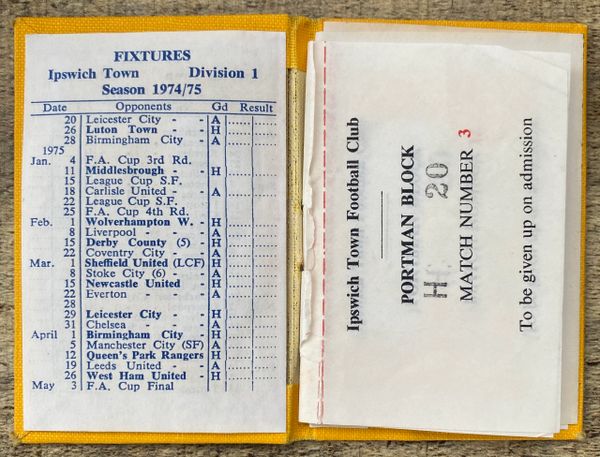 FIXTURES
Ipswich Town Division 1
Season 1974/75
Date Opponents Gd Result
20 Leicester City - - A
26 Luton Town - - H
28 Birmingham City - A
1975
Jan. 4 F.A. Cup 3rd Rd.
11 Middlesbrough - - H
15 League Cup S.F.
18 Carlisle United - - A
22 League Cup S.F.
25 F.A. Cup 4th Rd.
Feb. 1 Wolverhampton W. - H
8 Liverpool - - - A
15 Derby County (5) - H
22 Coventry City - - A
Mar. 1 Sheffield United (LCF) H
8 Stoke City (6) - - A
15 Newcastle United - H
22 Everton - - - A
28
29 Leicester City - - H
31 Chelsea - - - A
April 1 Birmingham City - H
5 Manchester City (SF) A
12 Queen's Park Rangers H
19 Leeds United - - A
26 West Ham United - H
May 3 F.A. Cup Final
Ipswich Town Football Club
PORTMAN BLOCK
H 20
MATCH NUMBER 3
To be given up on admission